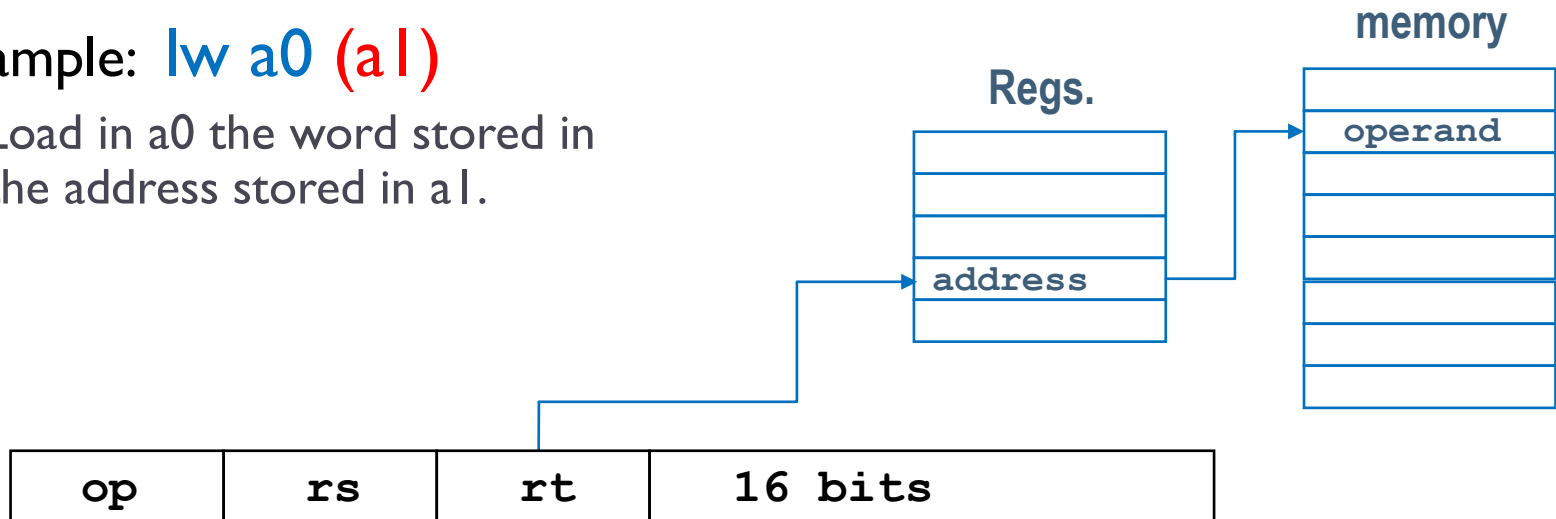 ample: lw a0 (a1)
Load in a0 the word stored in
the address stored in a1.
Regs.
memory
operand
address
op rs rt 16 bits